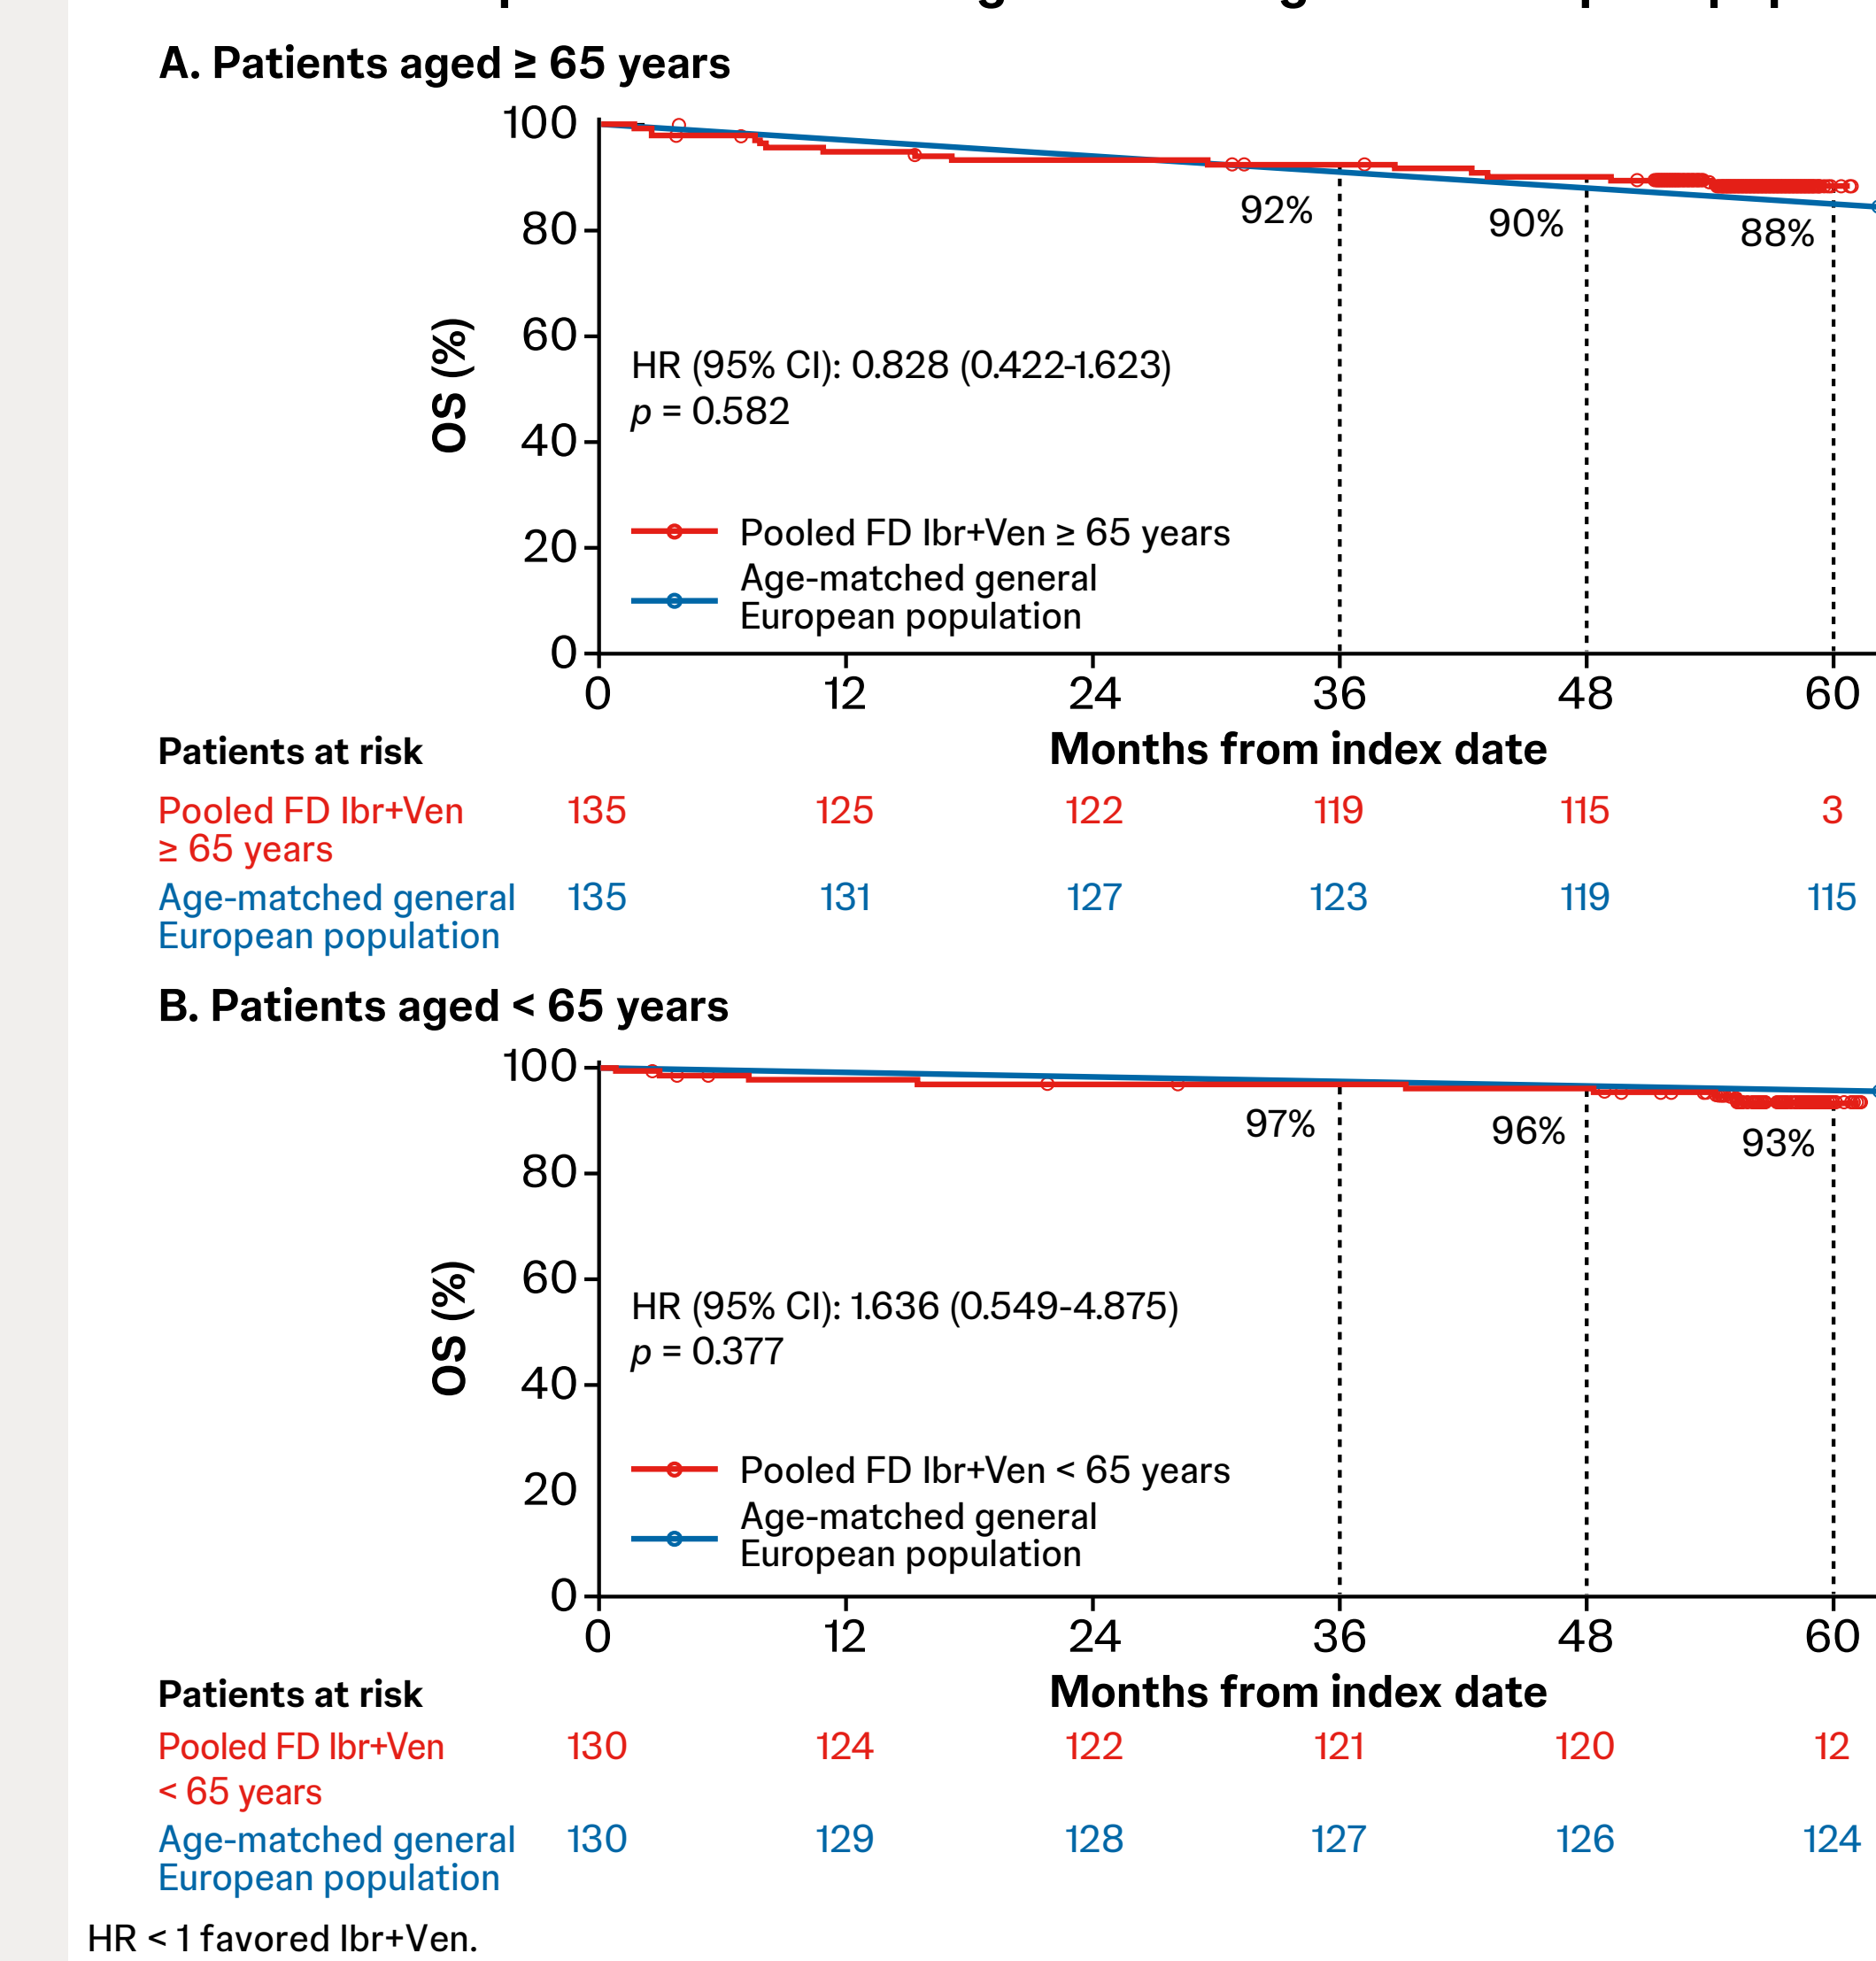 A. Patients aged ≥ 65 years
100
80
60
40
20
0
OS (%)
92%
90%
88%
HR (95% CI): 0.828 (0.422-1.623)
p = 0.582
Pooled FD Ibr+Ven ≥ 65 years
Age-matched general
European population
0 12 24 36 48 60
Patients at risk
Months from index date
Pooled FD Ibr+Ven 135 125 122 119 115 3
≥ 65 years
Age-matched general 135 131 127 123 119 115
European population
B. Patients aged < 65 years
100
80
60
40
20
0
OS (%)
97%
96%
93%
HR (95% CI): 1.636 (0.549-4.875)
p = 0.377
Pooled FD Ibr+Ven < 65 years
Age-matched general
European population
0 12 24 36 48 60
Patients at risk
Months from index date
Pooled FD Ibr+Ven 130 124 122 121 120 12
< 65 years
Age-matched general 130 129 128 127 126 124
European population
HR < 1 favored Ibr+Ven.